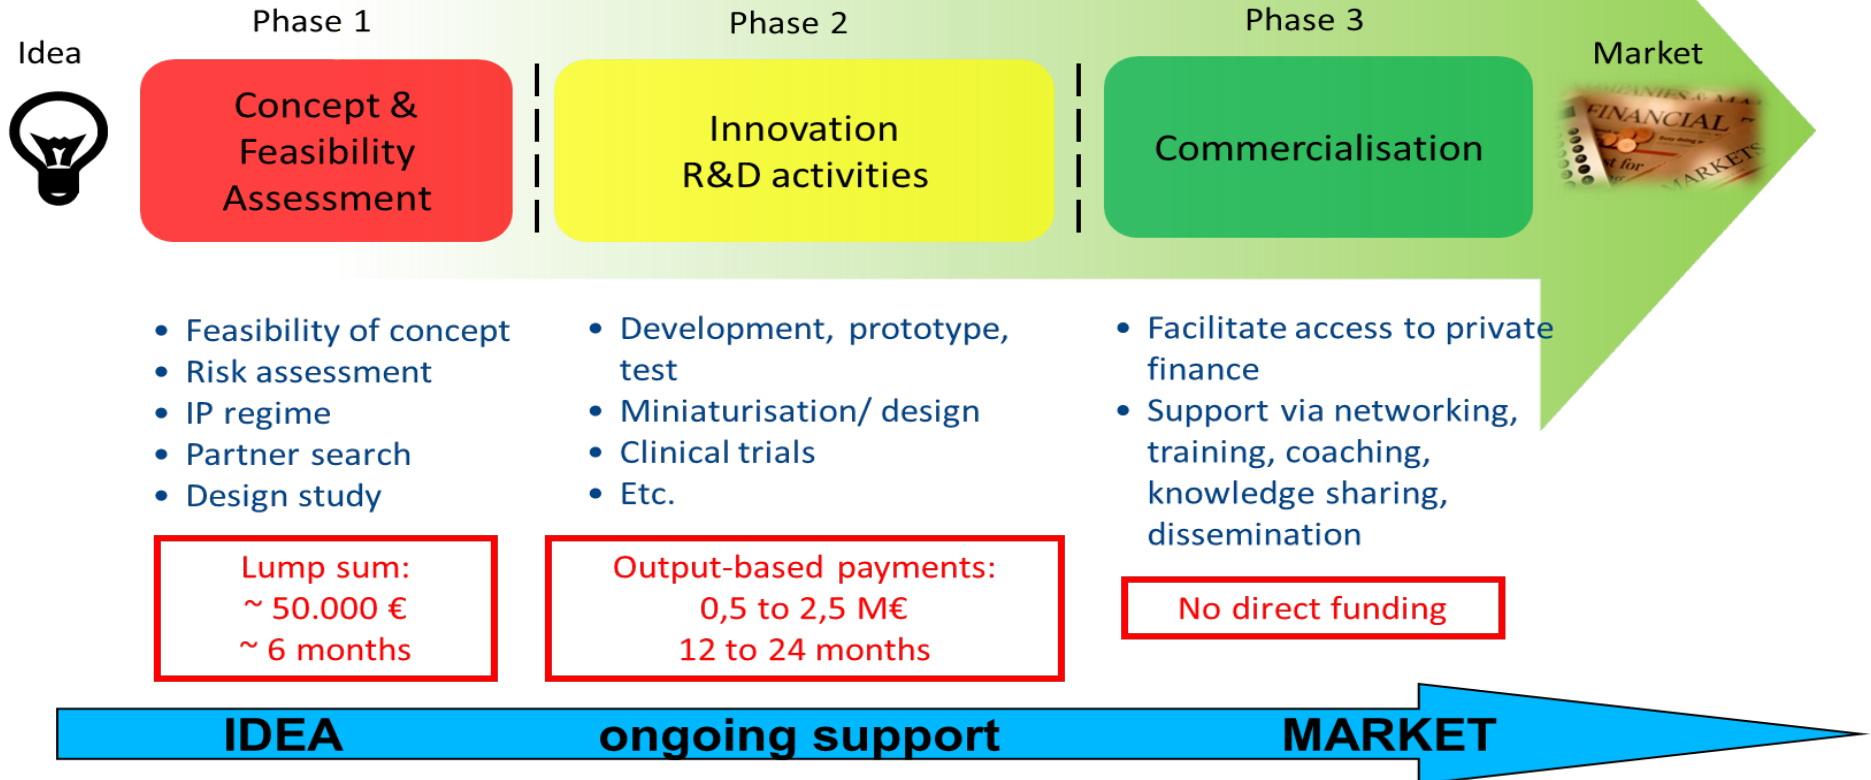 Phase 1
Phase 2
Phase 3
Idea
Market
Concept &
Feasibility
Assessment
Innovation
R&D activities
Commercialisation
FINANCIAL
MARKETS
• Feasibility of concept
• Risk assessment
• IP regime
• Partner search
• Design study
• Development, prototype,
test
• Miniaturisation/ design
• Clinical trials
• Etc.
• Facilitate access to private
finance
• Support via networking,
training, coaching,
knowledge sharing,
dissemination
Lump sum:
~ 50.000 €
~ 6 months
Output-based payments:
0,5 to 2,5 M€
12 to 24 months
No direct funding
IDEA
ongoing support
MARKET